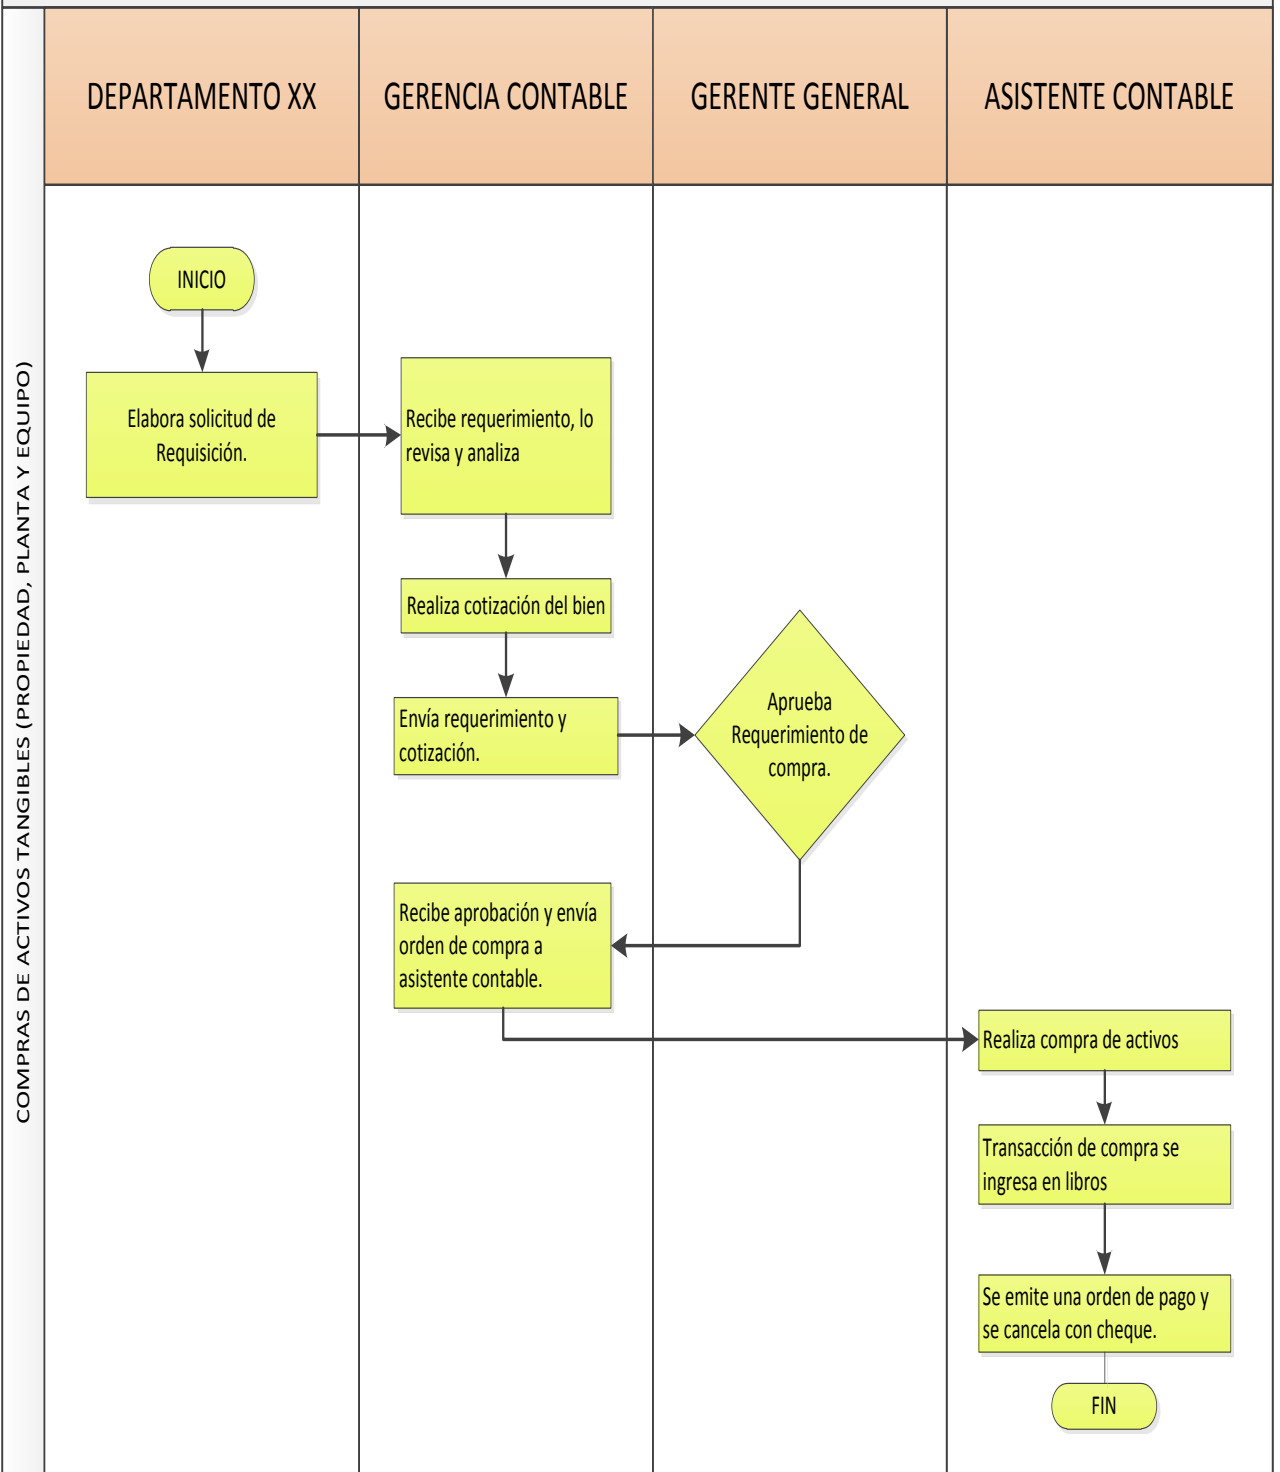 COMPRAS DE ACTIVOS TANGIBLES (PROPIEDAD, PLANTA Y EQUIPO)
DEPARTAMENTO XX
GERENCIA CONTABLE
GERENTE GENERAL
ASISTENTE CONTABLE
INICIO
Elabora solicitud de
Requisición.
Recibe requerimiento, lo
revisa y analiza
Realiza cotización del bien
Envía requerimiento y
cotización.
Aprueba
Requerimiento de
compra.
Recibe aprobación y envía
orden de compra a
asistente contable.
Realiza compra de activos
Transacción de compra se
ingresa en libros
Se emite una orden de pago y
se cancela con cheque.
FIN